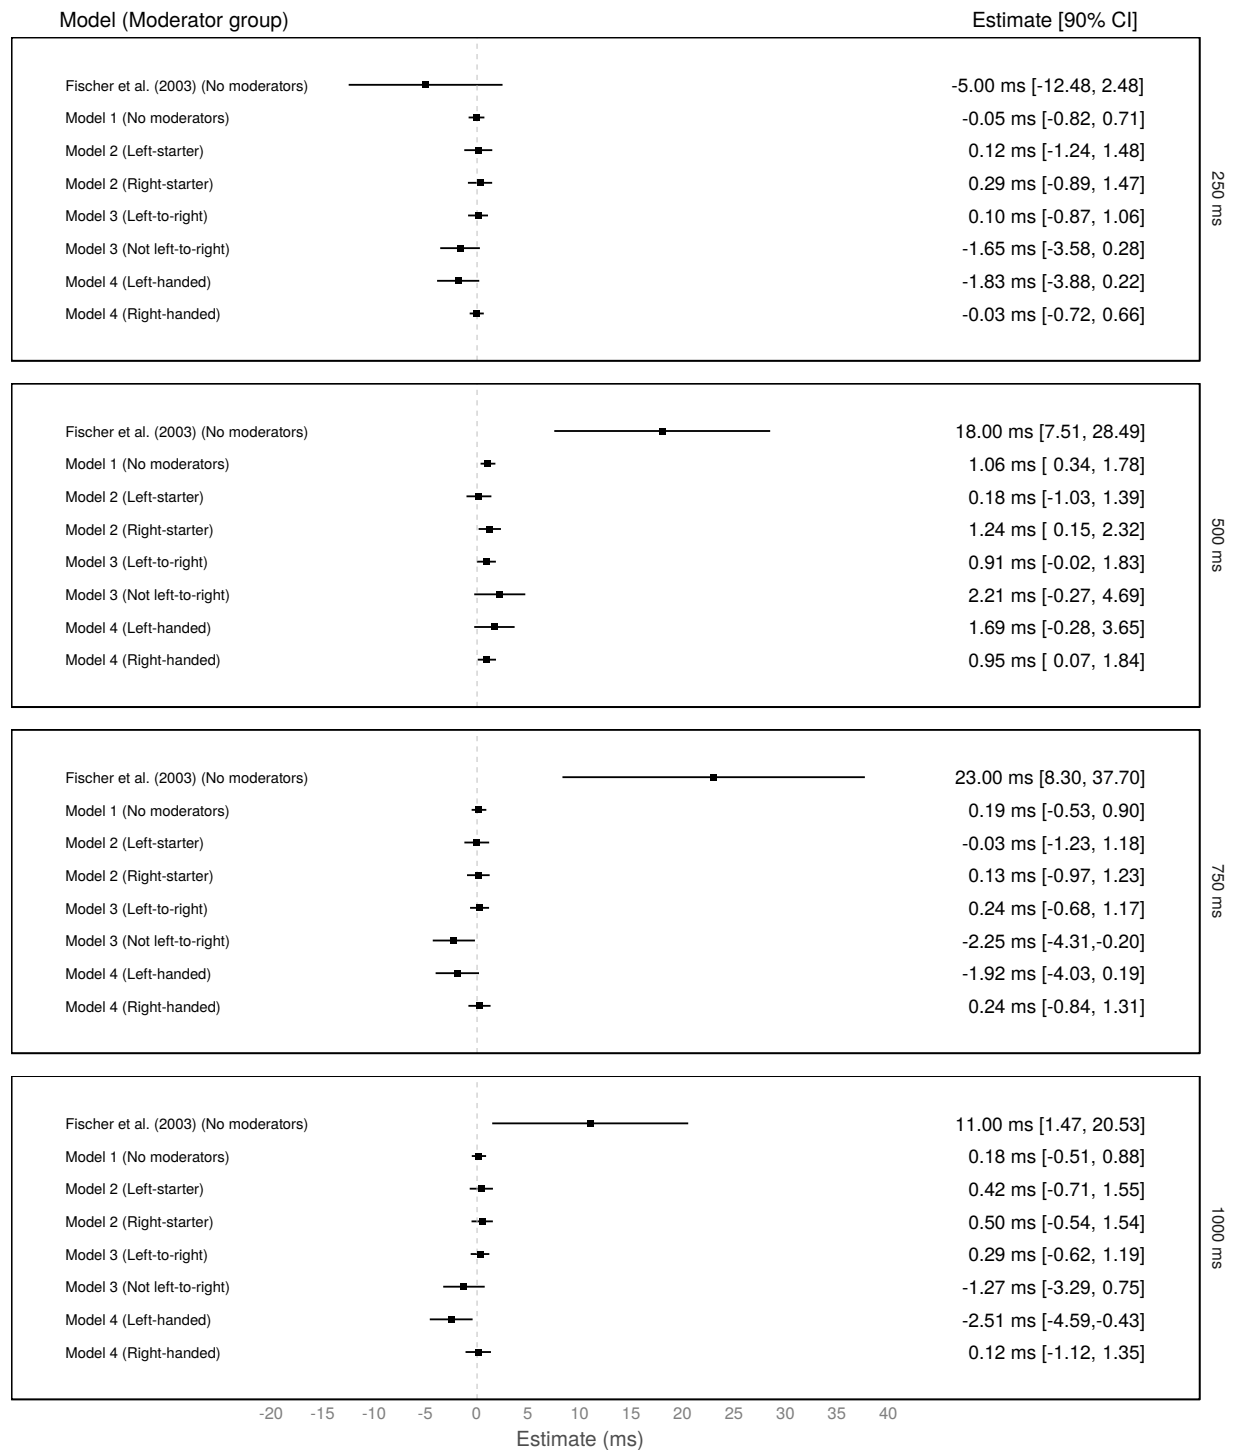 Model (Moderator group) Estimate [90% CI]
Fischer et al. (2003) (No moderators) -5.00 ms [-12.48, 2.48]
Model 1 (No moderators) -0.05 ms [-0.82, 0.71]
Model 2 (Left-starter) 0.12 ms [-1.24, 1.48]
Model 2 (Right-starter) 0.29 ms [-0.89, 1.47]
Model 3 (Left-to-right) 0.10 ms [-0.87, 1.06]
Model 3 (Not left-to-right) -1.65 ms [-3.58, 0.28]
Model 4 (Left-handed) -1.83 ms [-3.88, 0.22]
Model 4 (Right-handed) -0.03 ms [-0.72, 0.66]
250 ms
Fischer et al. (2003) (No moderators) 18.00 ms [7.51, 28.49]
Model 1 (No moderators) 1.06 ms [ 0.34, 1.78]
Model 2 (Left-starter) 0.18 ms [-1.03, 1.39]
Model 2 (Right-starter) 1.24 ms [ 0.15, 2.32]
Model 3 (Left-to-right) 0.91 ms [-0.02, 1.83]
Model 3 (Not left-to-right) 2.21 ms [-0.27, 4.69]
Model 4 (Left-handed) 1.69 ms [-0.28, 3.65]
Model 4 (Right-handed) 0.95 ms [ 0.07, 1.84]
500 ms
Fischer et al. (2003) (No moderators) 23.00 ms [8.30, 37.70]
Model 1 (No moderators) 0.19 ms [-0.53, 0.90]
Model 2 (Left-starter) -0.03 ms [-1.23, 1.18]
Model 2 (Right-starter) 0.13 ms [-0.97, 1.23]
Model 3 (Left-to-right) 0.24 ms [-0.68, 1.17]
Model 3 (Not left-to-right) -2.25 ms [-4.31,-0.20]
Model 4 (Left-handed) -1.92 ms [-4.03, 0.19]
Model 4 (Right-handed) 0.24 ms [-0.84, 1.31]
750 ms
Fischer et al. (2003) (No moderators) 11.00 ms [1.47, 20.53]
Model 1 (No moderators) 0.18 ms [-0.51, 0.88]
Model 2 (Left-starter) 0.42 ms [-0.71, 1.55]
Model 2 (Right-starter) 0.50 ms [-0.54, 1.54]
Model 3 (Left-to-right) 0.29 ms [-0.62, 1.19]
Model 3 (Not left-to-right) -1.27 ms [-3.29, 0.75]
Model 4 (Left-handed) -2.51 ms [-4.59,-0.43]
Model 4 (Right-handed) 0.12 ms [-1.12, 1.35]
1000 ms
-20 -15 -10 -5 0 5 10 15 20 25 30 35 40
Estimate (ms)